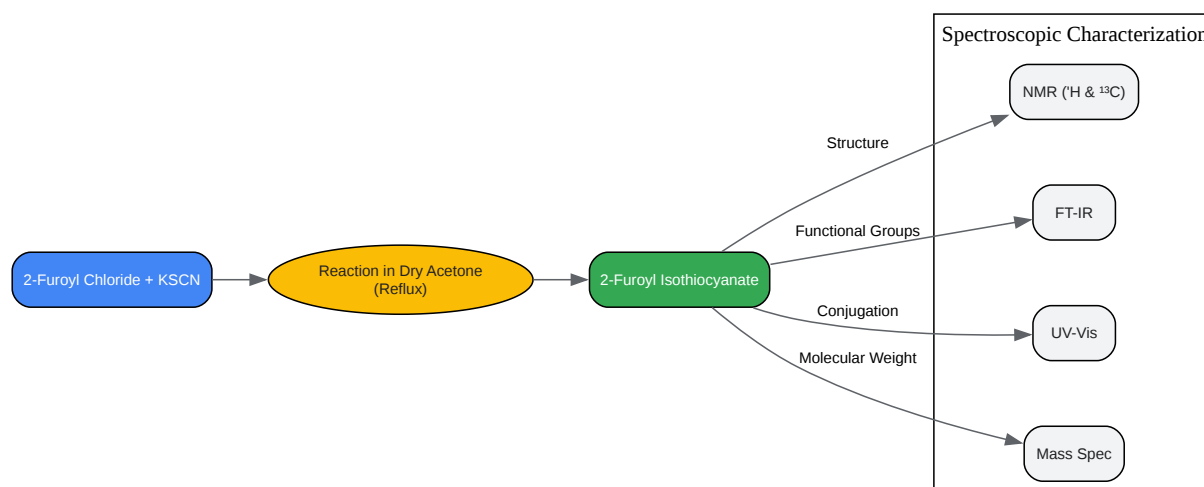 Spectroscopic Characterization
NMR ('H & ¹³C)
Structure
FT-IR
Functional Groups
2-Furoyl Chloride + KSCN
Reaction in Dry Acetone
(Reflux)
2-Furoyl Isothiocyanate
Conjugation
UV-Vis
Molecular Weight
Mass Spec